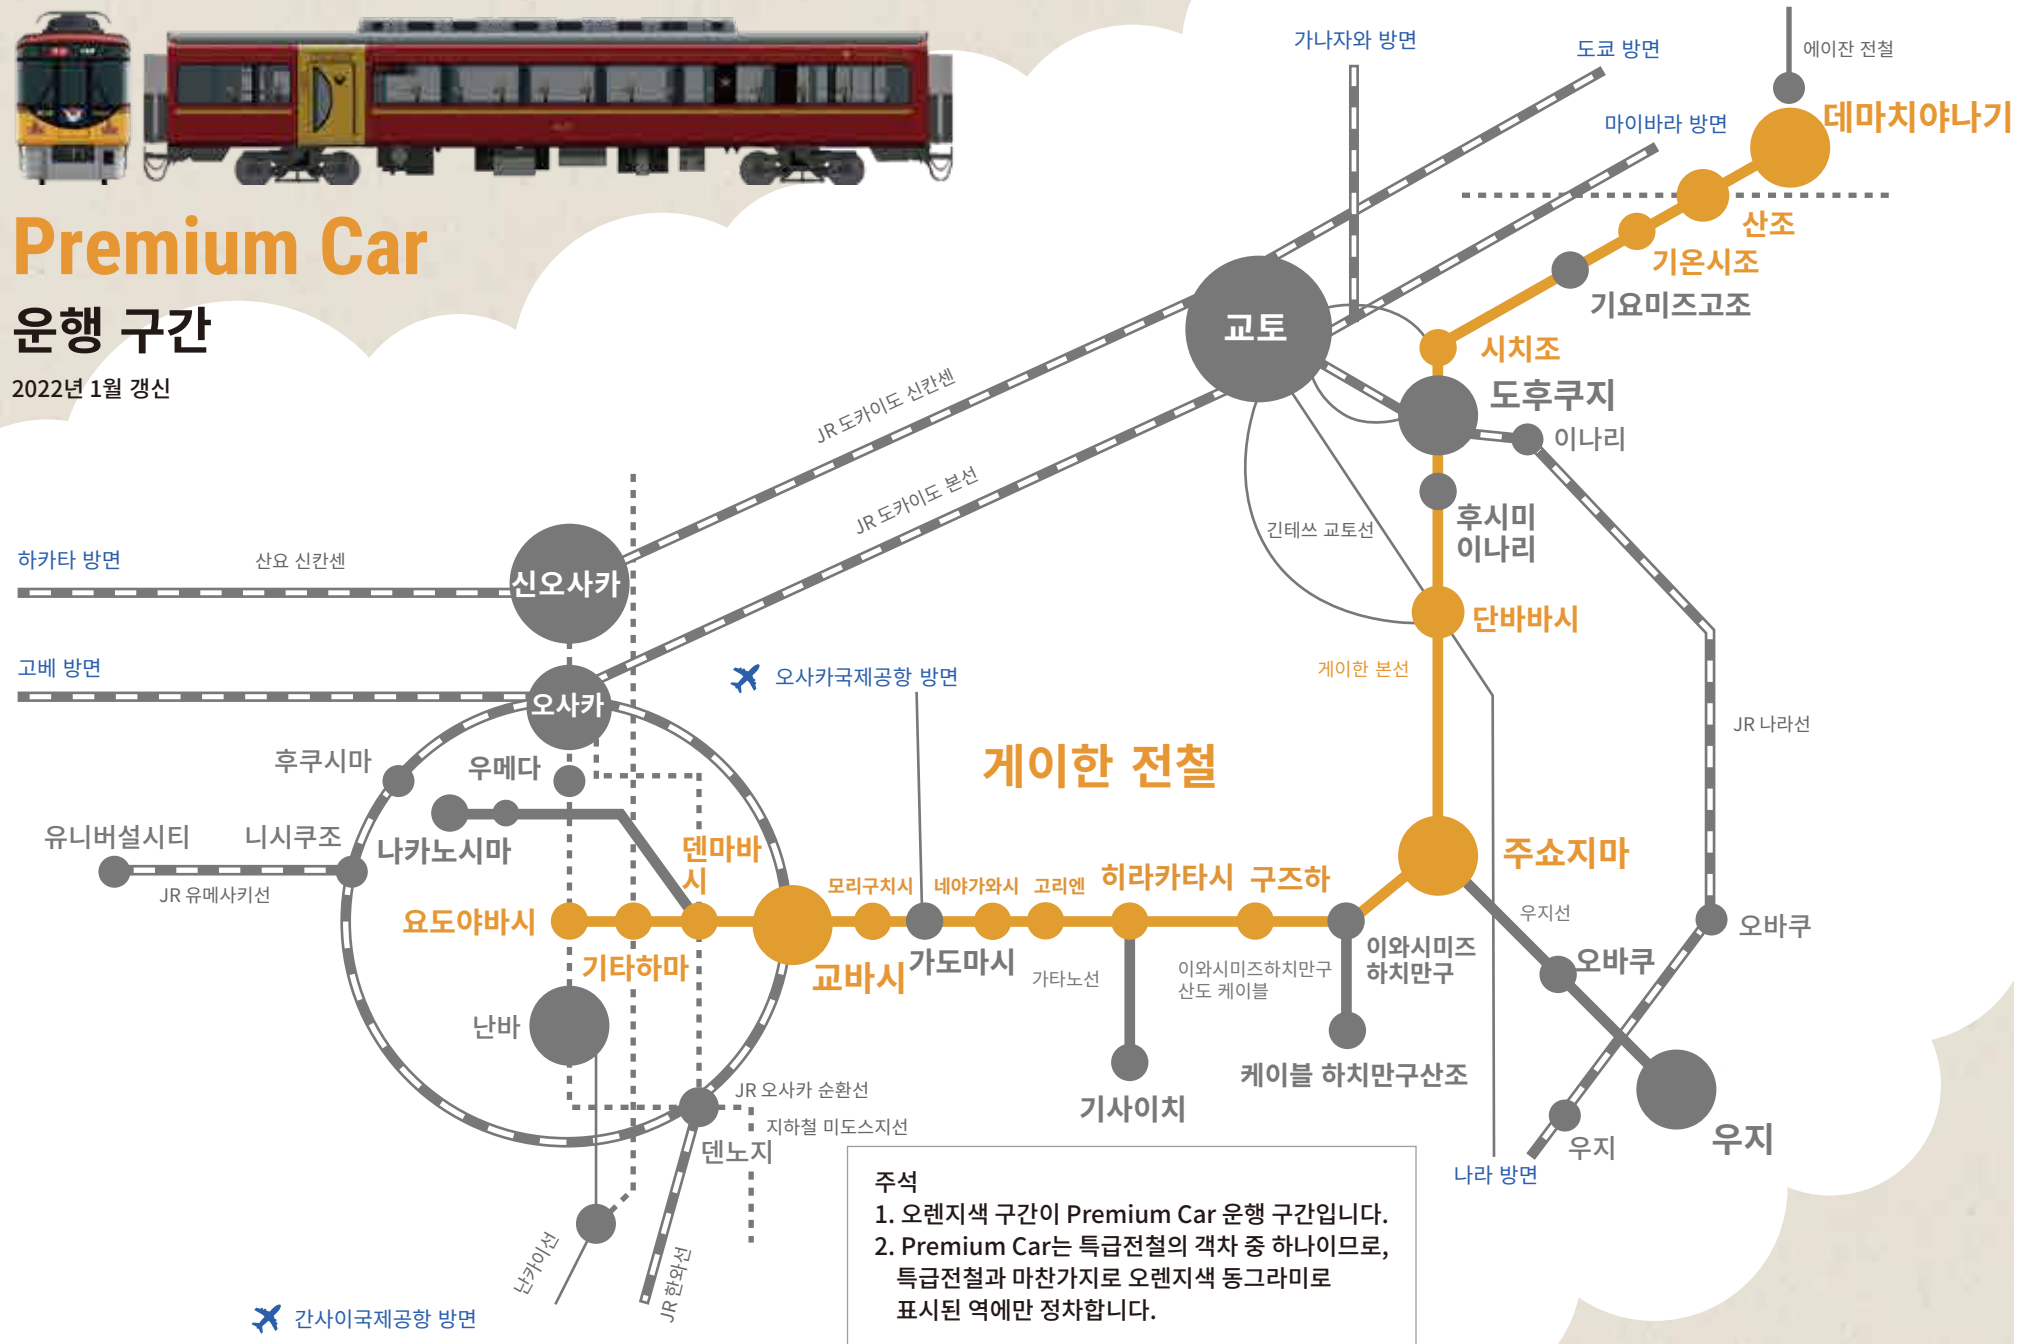 Premium Car
운행 구간
2022년 1월 갱신
가나자와 방면
도쿄 방면
마이바라 방면
에이잔 전철
데마치야나기
산조
기온시조
기요미즈고조
시치조
교토
도후쿠지
이나리
후시미
이나리
긴테쓰 교토선
단바바시
게이한 본선
JR 도카이도 신칸센
JR 도카이도 본선
하카타 방면
산요 신칸센
신오사카
고베 방면
오사카
오사카국제공항 방면
게이한 전철
JR 나라선
후쿠시마
우메다
유니버설시티
니시쿠조
나카노시마
JR 유메사키선
덴마바
시
요도야바시
기타하마
교바시
모리구치시
가도마시
네야가와시
고리엔
히라카타시
구즈하
주쇼지마
우지선
오바쿠
오바쿠
이와시미즈
하치만구
가타노선
이와시미즈하치만구
산도 케이블
기사이치
케이블 하치만구산조
난바
JR 오사카 순환선
지하철 미도스지선
덴노지
우지
우지
나라 방면
난카이선
JR 한와선
간사이국제공항 방면
주석
1. 오렌지색 구간이 Premium Car 운행 구간입니다.
2. Premium Car는 특급전철의 객차 중 하나이므로,
특급전철과 마찬가지로 오렌지색 동그라미로
표시된 역에만 정차합니다.